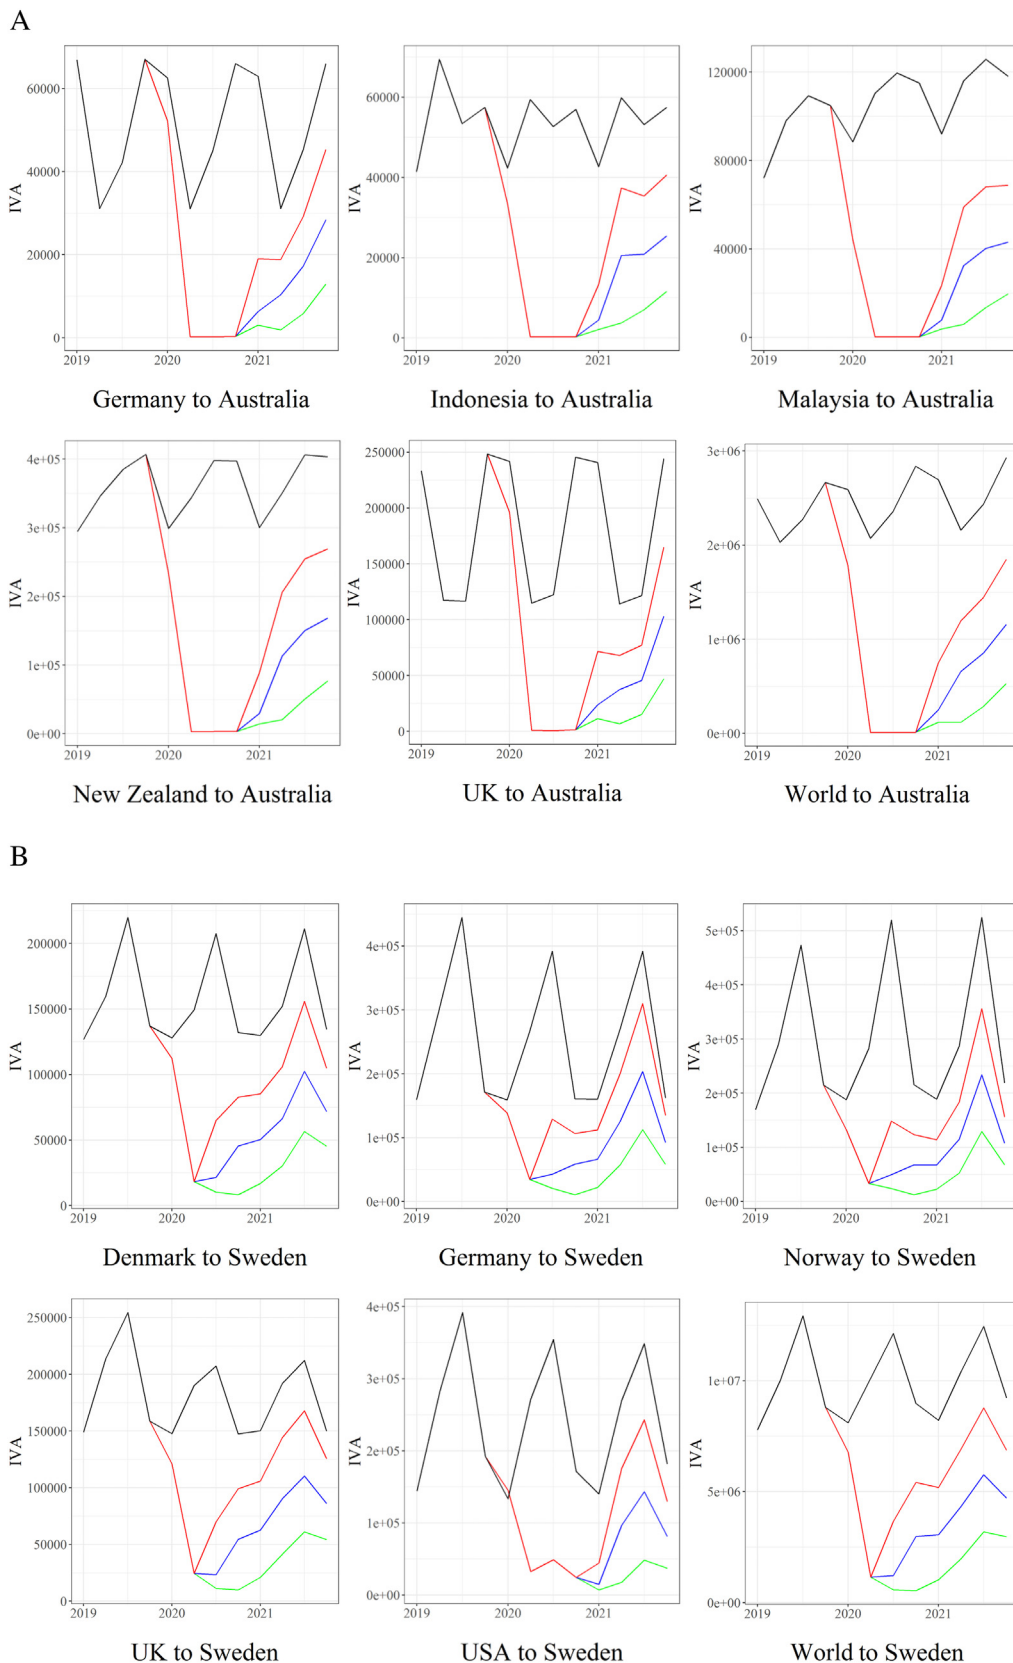 A
IVA
60000
40000
20000
0
2019 2020 2021
Germany to Australia
IVA
60000
40000
20000
0
2019 2020 2021
Indonesia to Australia
IVA
120000
80000
40000
0
2019 2020 2021
Malaysia to Australia
IVA
4e+05
3e+05
2e+05
1e+05
0e+00
2019 2020 2021
New Zealand to Australia
IVA
250000
200000
150000
100000
50000
0
2019 2020 2021
UK to Australia
IVA
3e+06
2e+06
1e+06
0e+00
2019 2020 2021
World to Australia
B
IVA
200000
150000
100000
50000
0
2019 2020 2021
Denmark to Sweden
IVA
4e+05
3e+05
2e+05
1e+05
0e+00
2019 2020 2021
Germany to Sweden
IVA
5e+05
4e+05
3e+05
2e+05
1e+05
0e+00
2019 2020 2021
Norway to Sweden
IVA
250000
200000
150000
100000
50000
0
2019 2020 2021
UK to Sweden
IVA
4e+05
3e+05
2e+05
1e+05
0e+00
2019 2020 2021
USA to Sweden
IVA
1e+07
5e+06
0e+00
2019 2020 2021
World to Sweden